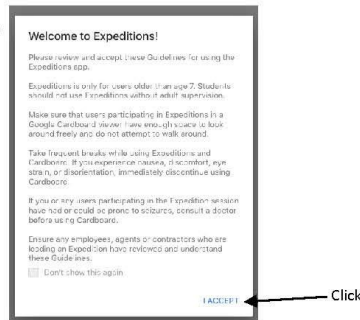 Welcome to Expeditions!
Please review and accept these Guidelines for using the
Expeditions app.
Expeditions is only for users older than age 7. Students
should not use Expeditions without adult supervision.
Make sure that users participating in Expeditions in a
Google Cardboard viewer have enough space to look
around freely and do not attempt to walk around.
Take frequent breaks while using Expeditions and
Cardboard. If you experience nausea, discomfort, eye
strain, or disorientation, immediately discontinue using
Cardboard.
If you or any users participating in the Expedition session
have had or could be prone to seizures, consult a doctor
before using Cardboard.
Ensure any employees, agents or contractors who are
leading an Expedition have reviewed and understand
these Guidelines.
Don't show this again
I ACCEPT
Click